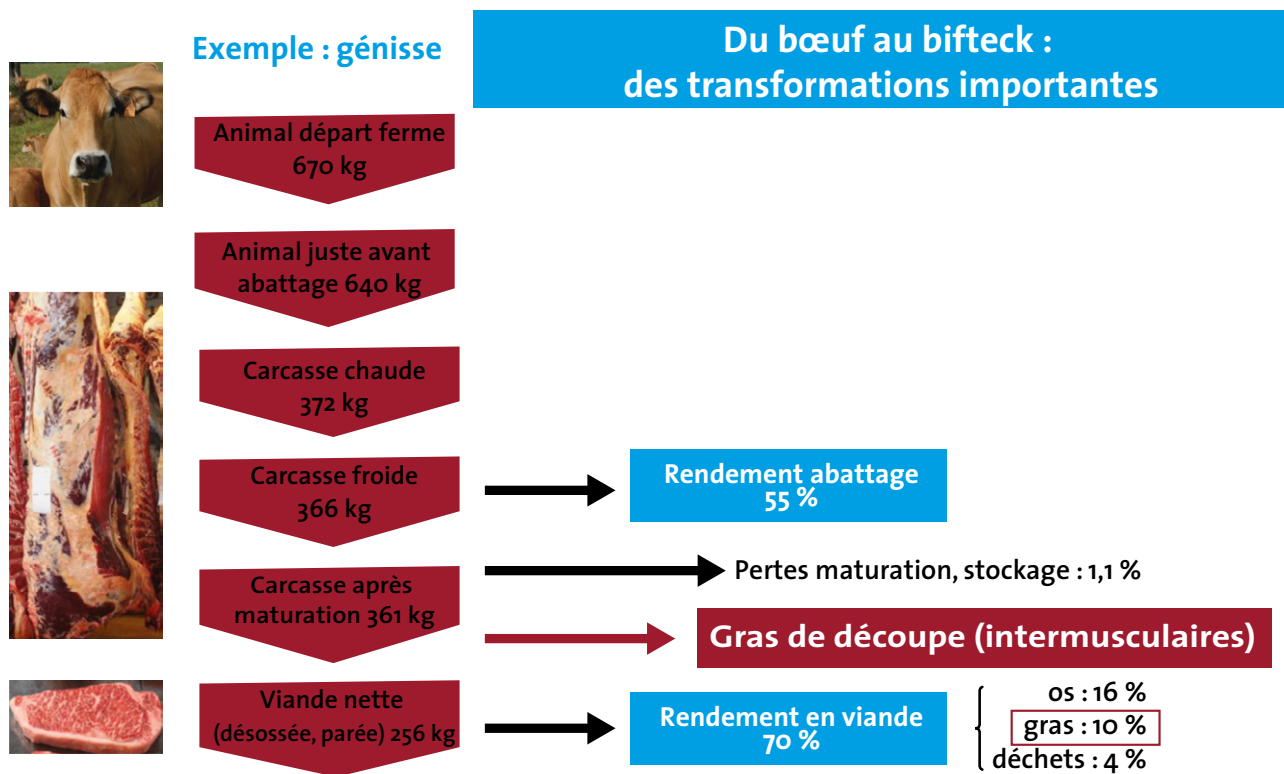 Exemple : génisse
Du bœuf au bifteck :
des transformations importantes
Animal départ ferme
670 kg
Animal juste avant
abattage 640 kg
Carcasse chaude
372 kg
Carcasse froide
366 kg
Rendement abattage
55 %
Carcasse après
maturation 361 kg
Pertes maturation, stockage : 1,1 %
Gras de découpe (intermusculaires)
Viande nette
(désossée, parée) 256 kg
Rendement en viande
70 %
os : 16 %
gras : 10 %
déchets : 4 %